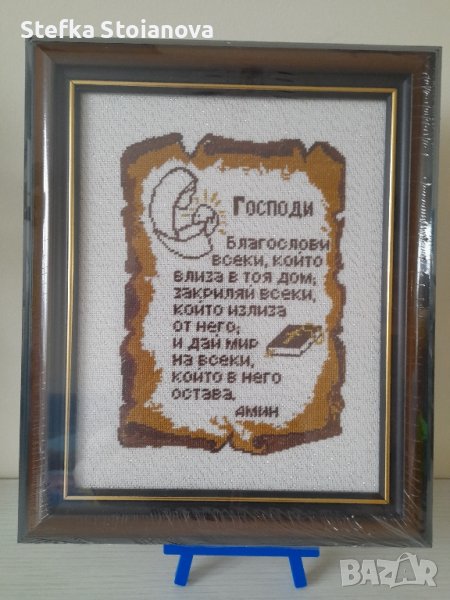 Stefka Stoianova
Господи
Благослови
всеки, който
влиза в тоя дом;
закриляй всеки,
който излиза
от него;
и дай мир
на всеки,
който в него
остава.
амин
BAZAR